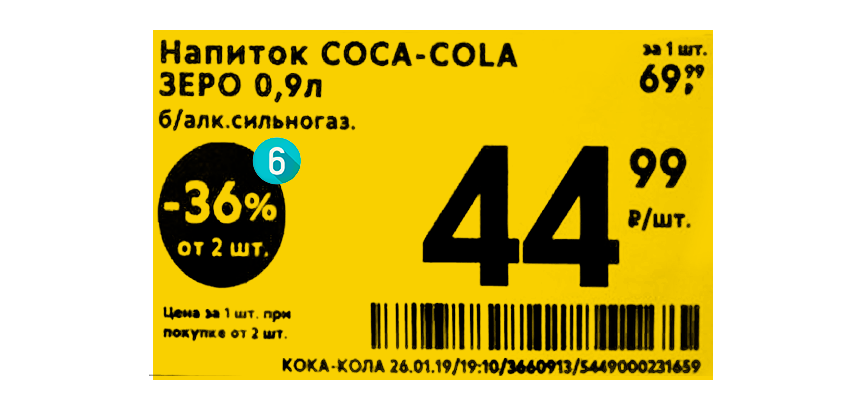 Напиток COCA-COLA
ЗЕРО 0,9л
б/алк.сильногаз.
за 1 шт.
69,99 ₽
6
-36%
от 2 шт.
44 99
₽/шт.
Цена за 1 шт. при
покупке от 2 шт.
КОКА-КОЛА 26.01.19/19:10/3660913/5449000231659